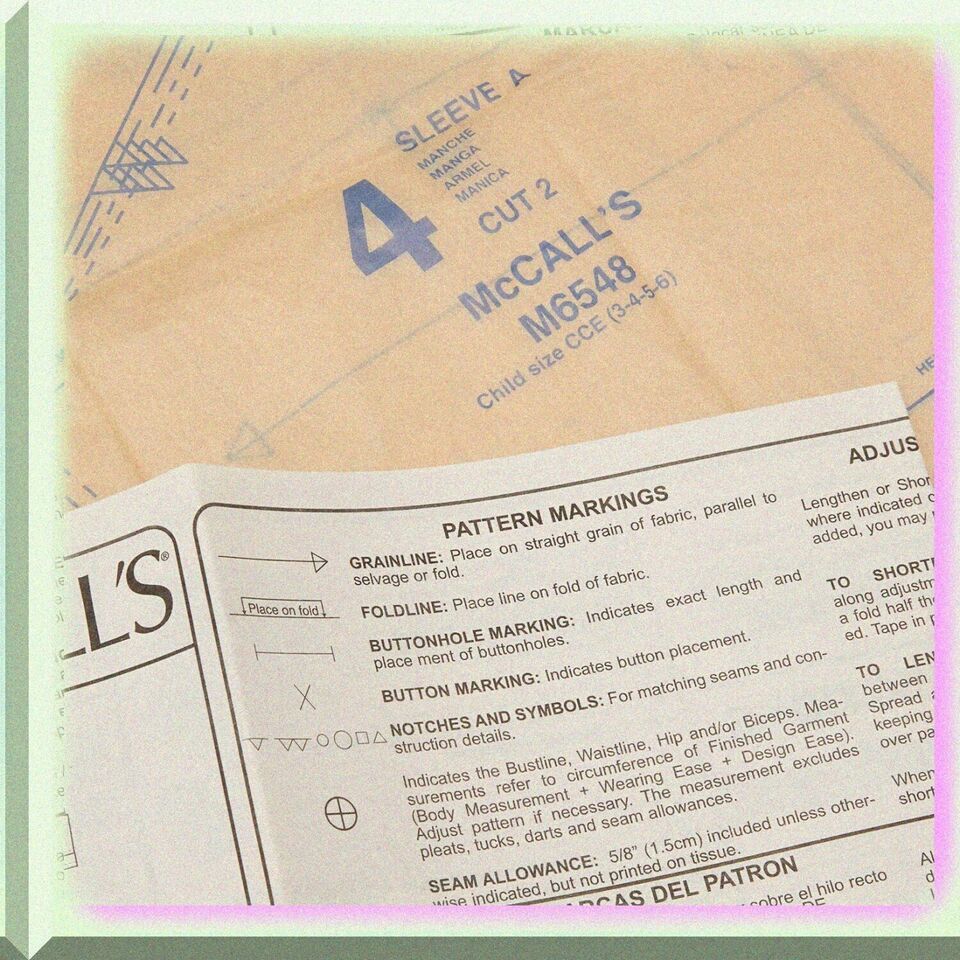 SLEEVE A
MANCHE
MANGA
ARMEL
MANICA
4
CUT 2
McCALL'S
M6548
Child size CCE (3-4-5-6)
LL'S®
PATTERN MARKINGS
GRAINLINE: Place on straight grain of fabric, parallel to
selvage or fold.
Place on fold
FOLDLINE: Place line on fold of fabric.
BUTTONHOLE MARKING: Indicates exact length and
place ment of buttonholes.
BUTTON MARKING: Indicates button placement.
NOTCHES AND SYMBOLS: For matching seams and con-
struction details.
Indicates the Bustline, Waistline, Hip and/or Biceps. Mea-
surements refer to circumference of Finished Garment
(Body Measurement + Wearing Ease + Design Ease).
Adjust pattern if necessary. The measurement excludes
pleats, tucks, darts and seam allowances.
SEAM ALLOWANCE: 5/8" (1.5cm) included unless other-
wise indicated, but not printed on tissue.
MARCAS DEL PATRON
sobre el hilo recto
DE
ADJUS
Lengthen or Shor
where indicated
added, you may
TO SHORT
along adjustm
a fold half the
ed. Tape in
TO LEN
between
Spread
keeping
over pa
When
short